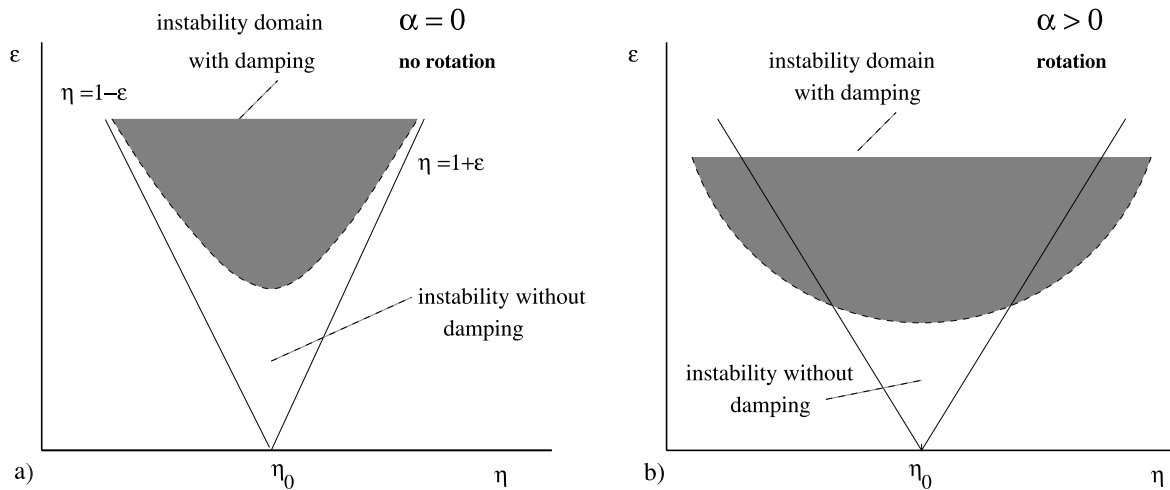 instability domain
with damping
α = 0
no rotation
ε
η =1−ε
η =1+ε
instability without
damping
a)
η0
η
instability domain
with damping
α > 0
rotation
ε
instability without
damping
b)
η0
η